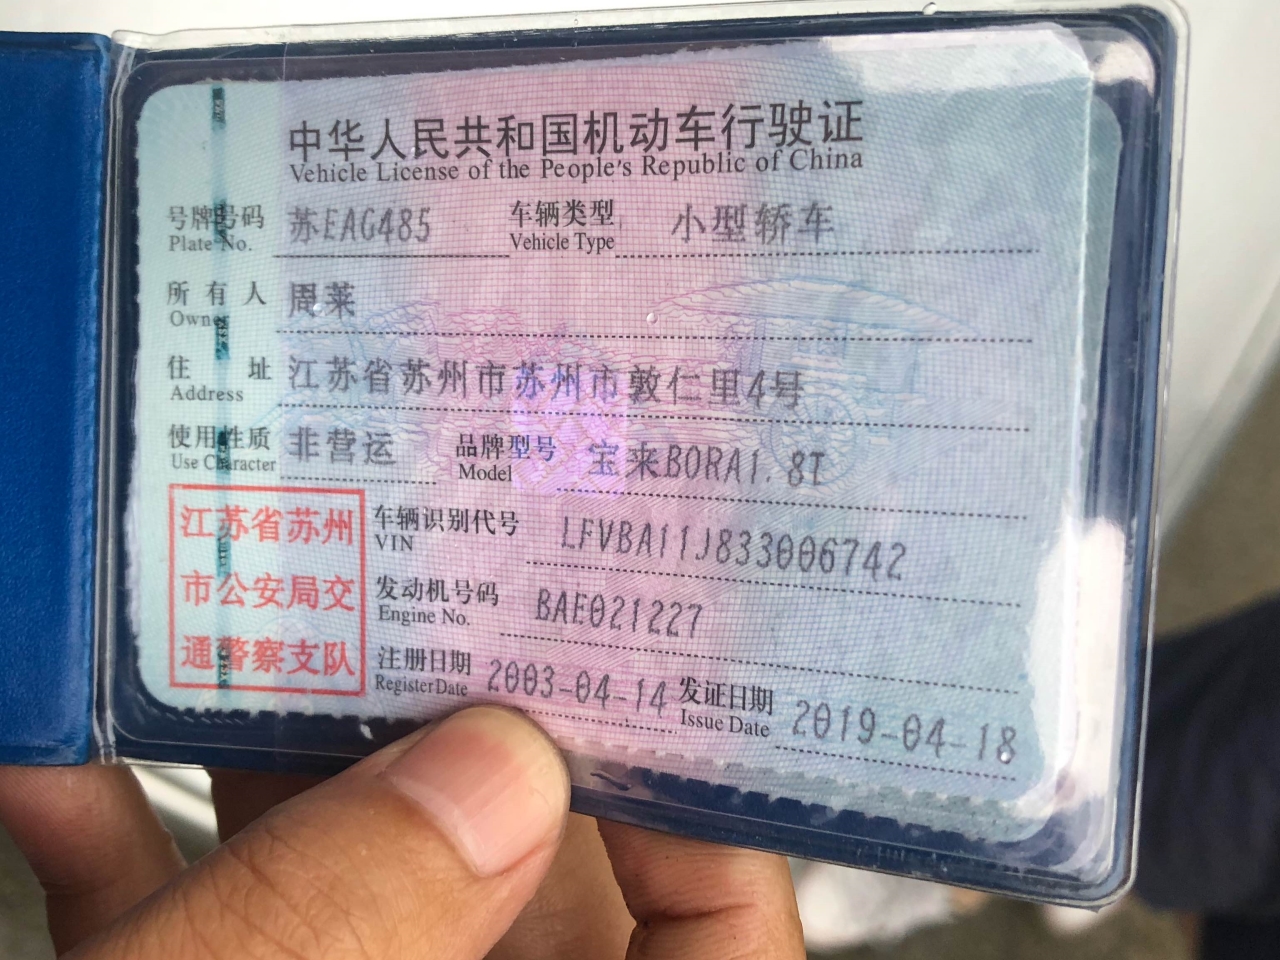 中华人民共和国机动车行驶证
Vehicle License of the People's Republic of China
号牌号码 苏EAG485 车辆类型 小型轿车
Plate No. Vehicle Type
所有人 周莱
Owner
住址 江苏省苏州市苏州市敦仁里4号
Address
使用性质 非营运 品牌型号 宝来BORA1.8T
Use Character Model
江苏省苏州
市公安局交
通警察支队
车辆识别代号 LFVBA11J833006742
VIN
发动机号码 BAE021227
Engine No.
注册日期 2003-04-14 发证日期 2019-04-18
Register Date Issue Date